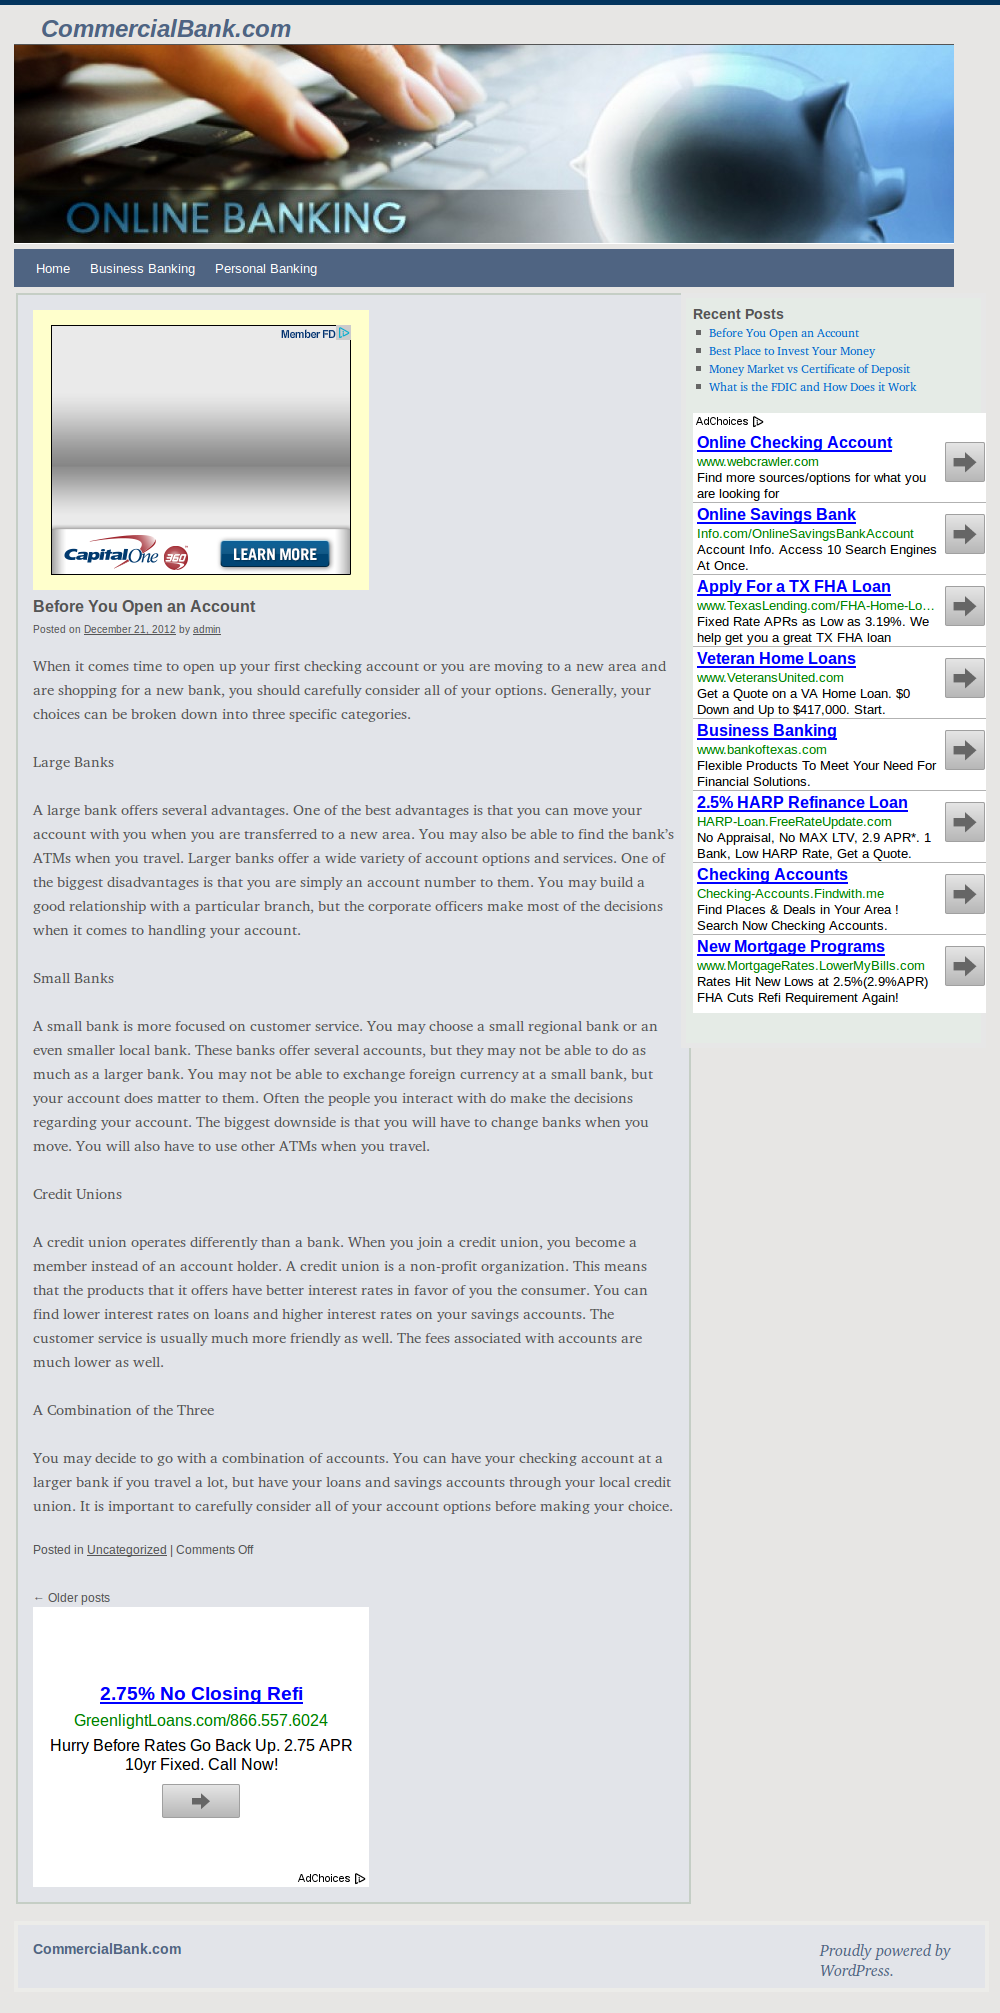 CommercialBank.com
ONLINE BANKING
Home Business Banking Personal Banking
Member FD
CapitalOne 360 LEARN MORE
Before You Open an Account
Posted on December 21, 2012 by admin
When it comes time to open up your first checking account or you are moving to a new area and
are shopping for a new bank, you should carefully consider all of your options. Generally, your
choices can be broken down into three specific categories.
Large Banks
A large bank offers several advantages. One of the best advantages is that you can move your
account with you when you are transferred to a new area. You may also be able to find the bank’s
ATMs when you travel. Larger banks offer a wide variety of account options and services. One of
the biggest disadvantages is that you are simply an account number to them. You may build a
good relationship with a particular branch, but the corporate officers make most of the decisions
when it comes to handling your account.
Small Banks
A small bank is more focused on customer service. You may choose a small regional bank or an
even smaller local bank. These banks offer several accounts, but they may not be able to do as
much as a larger bank. You may not be able to exchange foreign currency at a small bank, but
your account does matter to them. Often the people you interact with do make the decisions
regarding your account. The biggest downside is that you will have to change banks when you
move. You will also have to use other ATMs when you travel.
Credit Unions
A credit union operates differently than a bank. When you join a credit union, you become a
member instead of an account holder. A credit union is a non-profit organization. This means
that the products that it offers have better interest rates in favor of you the consumer. You can
find lower interest rates on loans and higher interest rates on your savings accounts. The
customer service is usually much more friendly as well. The fees associated with accounts are
much lower as well.
A Combination of the Three
You may decide to go with a combination of accounts. You can have your checking account at a
larger bank if you travel a lot, but have your loans and savings accounts through your local credit
union. It is important to carefully consider all of your account options before making your choice.
Posted in Uncategorized | Comments Off
← Older posts
2.75% No Closing Refi
GreenlightLoans.com/866.557.6024
Hurry Before Rates Go Back Up. 2.75 APR
10yr Fixed. Call Now!
AdChoices
Recent Posts
Before You Open an Account
Best Place to Invest Your Money
Money Market vs Certificate of Deposit
What is the FDIC and How Does it Work
AdChoices
Online Checking Account
www.webcrawler.com
Find more sources/options for what you
are looking for
Online Savings Bank
Info.com/OnlineSavingsBankAccount
Account Info. Access 10 Search Engines
At Once.
Apply For a TX FHA Loan
www.TexasLending.com/FHA-Home-Lo...
Fixed Rate APRs as Low as 3.19%. We
help get you a great TX FHA loan
Veteran Home Loans
www.VeteransUnited.com
Get a Quote on a VA Home Loan. $0
Down and Up to $417,000. Start.
Business Banking
www.bankoftexas.com
Flexible Products To Meet Your Need For
Financial Solutions.
2.5% HARP Refinance Loan
HARP-Loan.FreeRateUpdate.com
No Appraisal, No MAX LTV, 2.9 APR*. 1
Bank, Low HARP Rate, Get a Quote.
Checking Accounts
Checking-Accounts.Findwith.me
Find Places & Deals in Your Area !
Search Now Checking Accounts.
New Mortgage Programs
www.MortgageRates.LowerMyBills.com
Rates Hit New Lows at 2.5%(2.9%APR)
FHA Cuts Refi Requirement Again!
CommercialBank.com
Proudly powered by
WordPress.